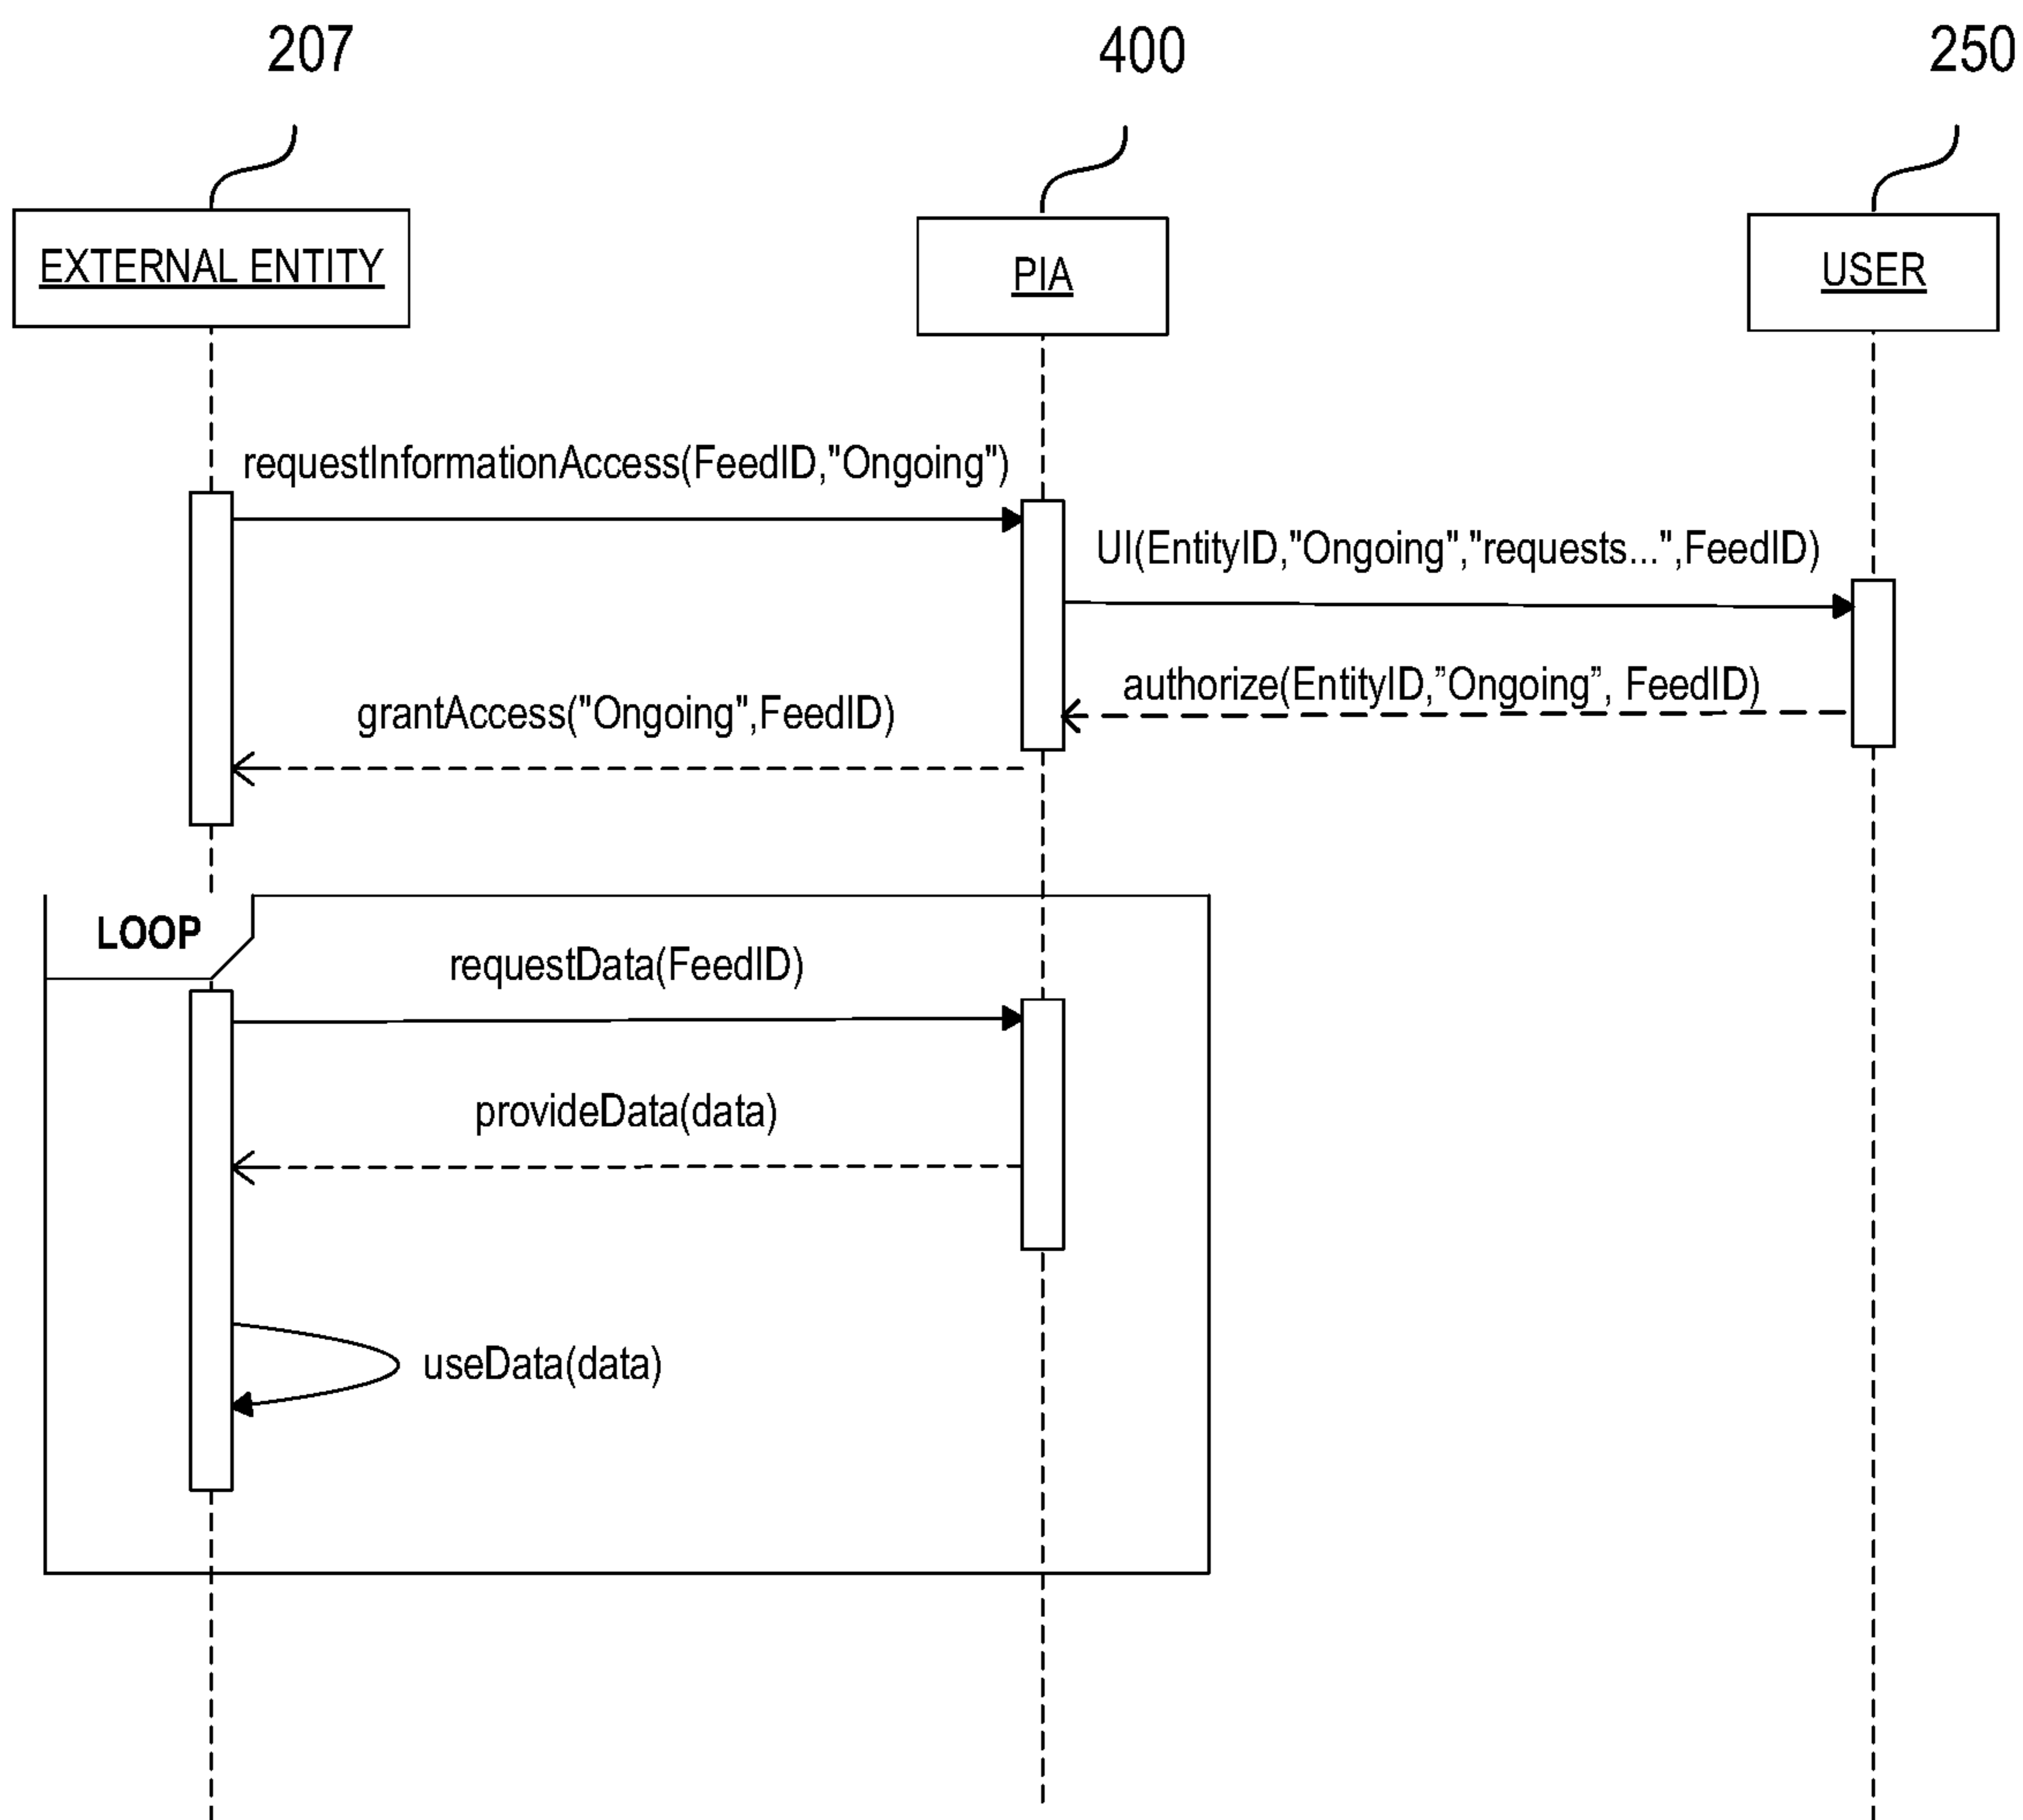 207
400
250
EXTERNAL ENTITY
PIA
USER
requestInformationAccess(FeedID,"Ongoing")
UI(EntityID,"Ongoing","requests...",FeedID)
authorize(EntityID,"Ongoing", FeedID)
grantAccess("Ongoing",FeedID)
LOOP
requestData(FeedID)
provideData(data)
useData(data)